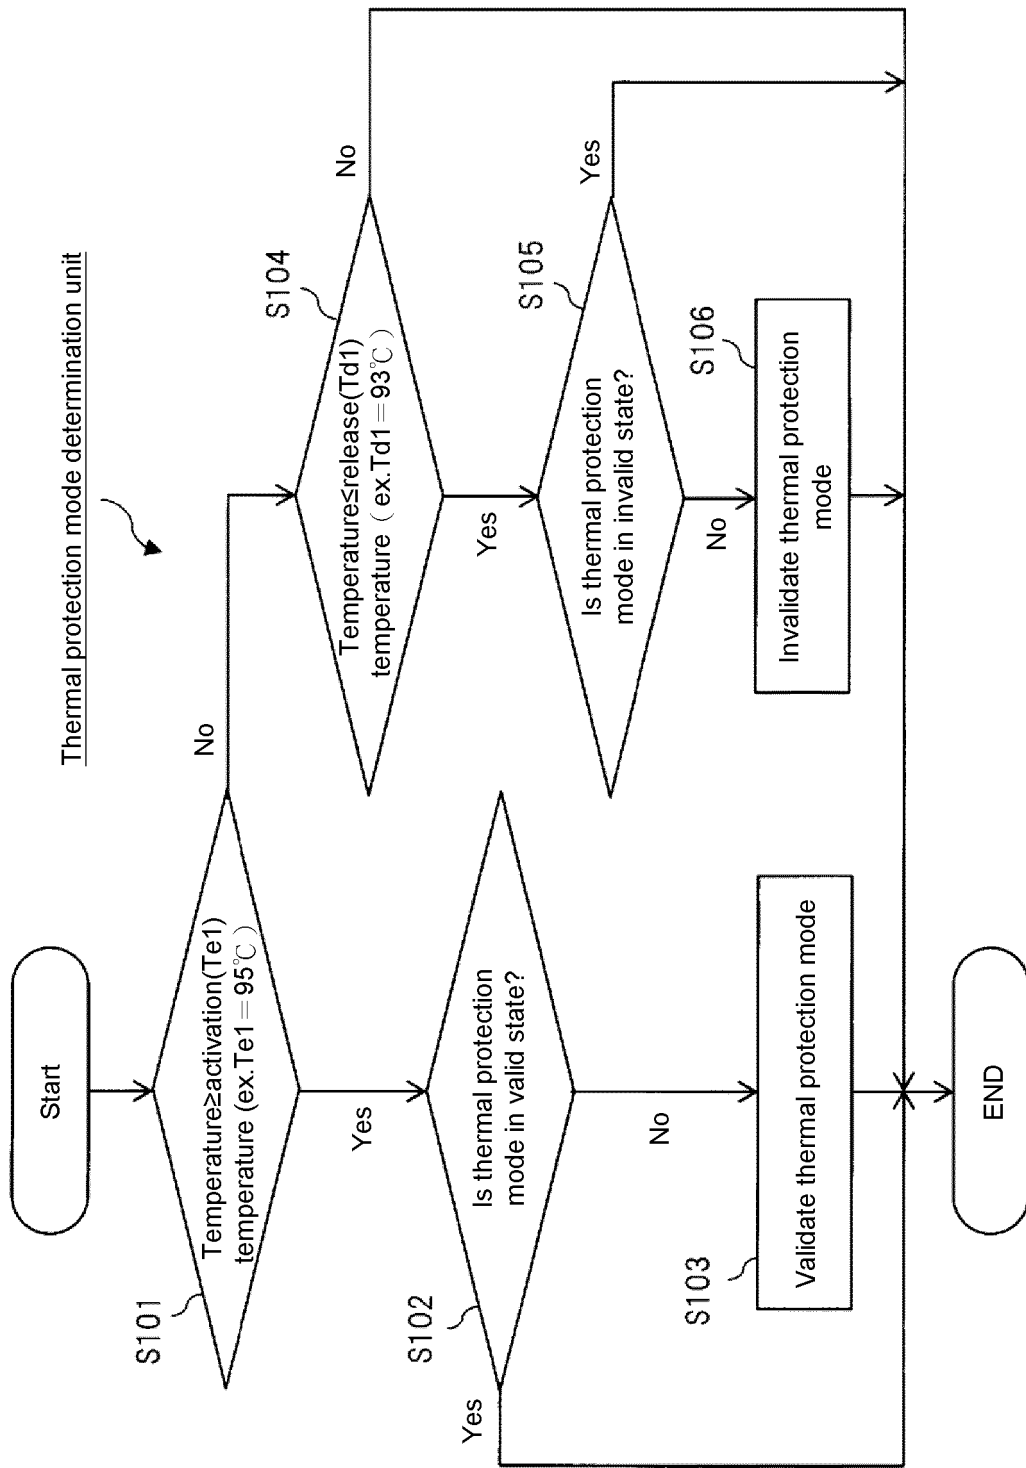 Thermal protection mode determination unit
Start
S101
Temperature≥activation(Te1)
temperature (ex.Te1＝95℃)
No
Yes
S102
Is thermal protection
mode in valid state?
Yes
No
S103
Validate thermal protection mode
S104
Temperature≤release(Td1)
temperature (ex.Td1＝93℃)
No
Yes
S105
Is thermal protection
mode in invalid state?
Yes
No
S106
Invalidate thermal protection
mode
END